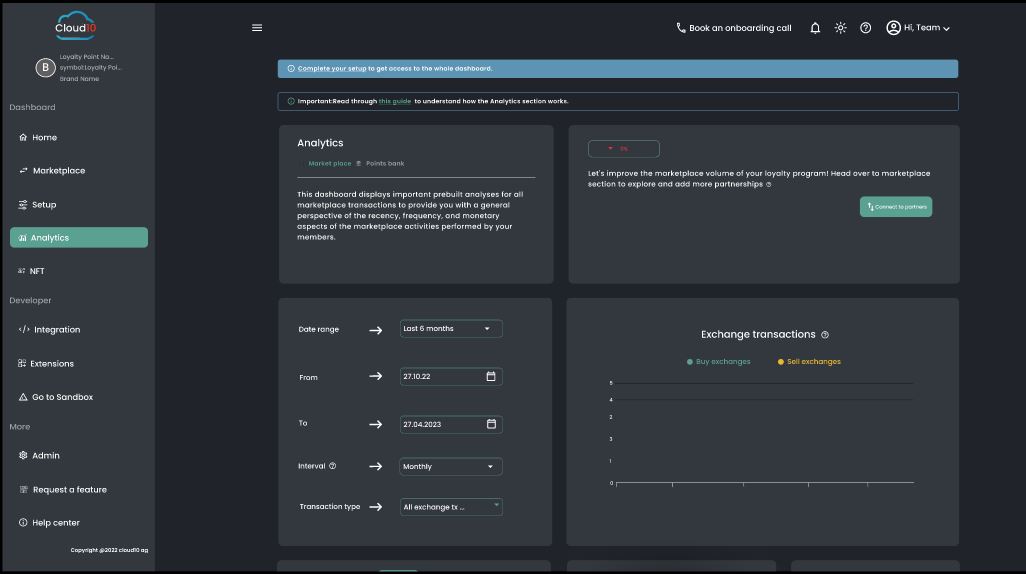 Cloud10
B
Loyalty Point Na...
symbol:Loyalty Poi...
Brand Name
Dashboard
Home
Marketplace
Setup
Analytics
NFT
Developer
Integration
Extensions
Go to Sandbox
More
Admin
Request a feature
Help center
Copyright @2022 cloud10 ag
Book an onboarding call
Hi, Team
Complete your setup to get access to the whole dashboard.
Important:Read through this guide to understand how the Analytics section works.
Analytics
Market place
Points bank
This dashboard displays important prebuilt analyses for all
marketplace transactions to provide you with a general
perspective of the recency, frequency, and monetary
aspects of the marketplace activities performed by your
members.
0%
Let's improve the marketplace volume of your loyalty program! Head over to marketplace
section to explore and add more partnerships
Connect to partners
Date range
Last 6 months
From
27.10.22
To
27.04.2023
Interval
Monthly
Transaction type
All exchange tx ...
Exchange transactions
Buy exchanges
Sell exchanges
5
4
2
3
1
0